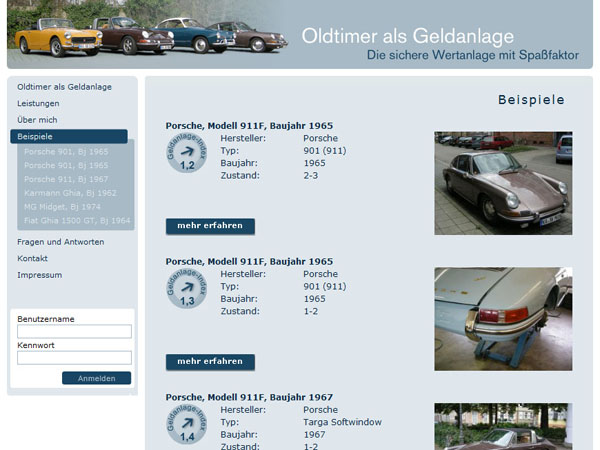 Oldtimer als Geldanlage
Die sichere Wertanlage mit Spaßfaktor
Oldtimer als Geldanlage
Leistungen
Über mich
Beispiele
Porsche 901, Bj 1965
Porsche 901, Bj 1965
Porsche 911, Bj 1967
Karmann Ghia, Bj 1962
MG Midget, Bj 1974
Fiat Ghia 1500 GT, Bj 1964
Fragen und Antworten
Kontakt
Impressum
Benutzername
Kennwort
Anmelden
Beispiele
Porsche, Modell 911F, Baujahr 1965
Geldanlage-Index
1,2
Hersteller: Porsche
Typ: 901 (911)
Baujahr: 1965
Zustand: 2-3
mehr erfahren
Porsche, Modell 911F, Baujahr 1965
Geldanlage-Index
1,3
Hersteller: Porsche
Typ: 901 (911)
Baujahr: 1965
Zustand: 1-2
mehr erfahren
Porsche, Modell 911F, Baujahr 1967
Geldanlage-Index
1,4
Hersteller: Porsche
Typ: Targa Softwindow
Baujahr: 1967
Zustand: 1-2